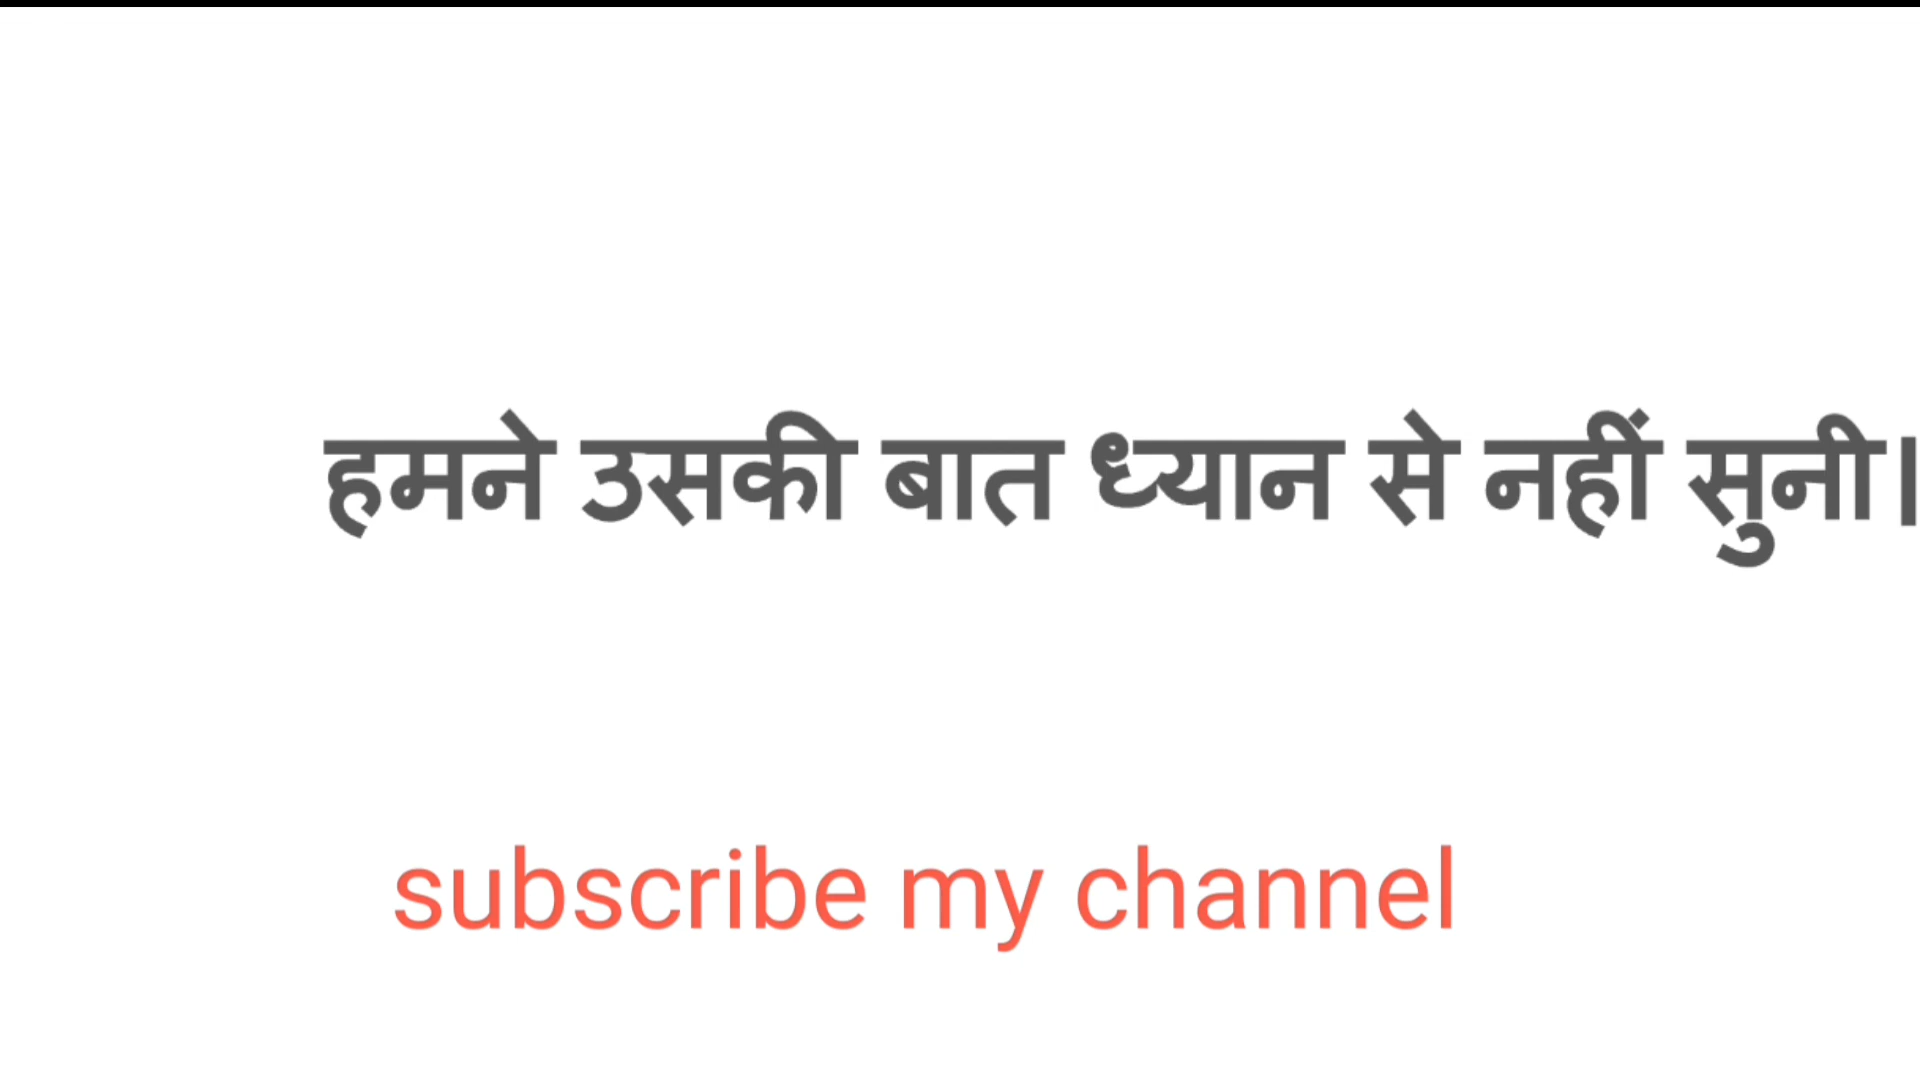 हमने उसकी बात ध्यान से नहीं सुनी।
subscribe my channel